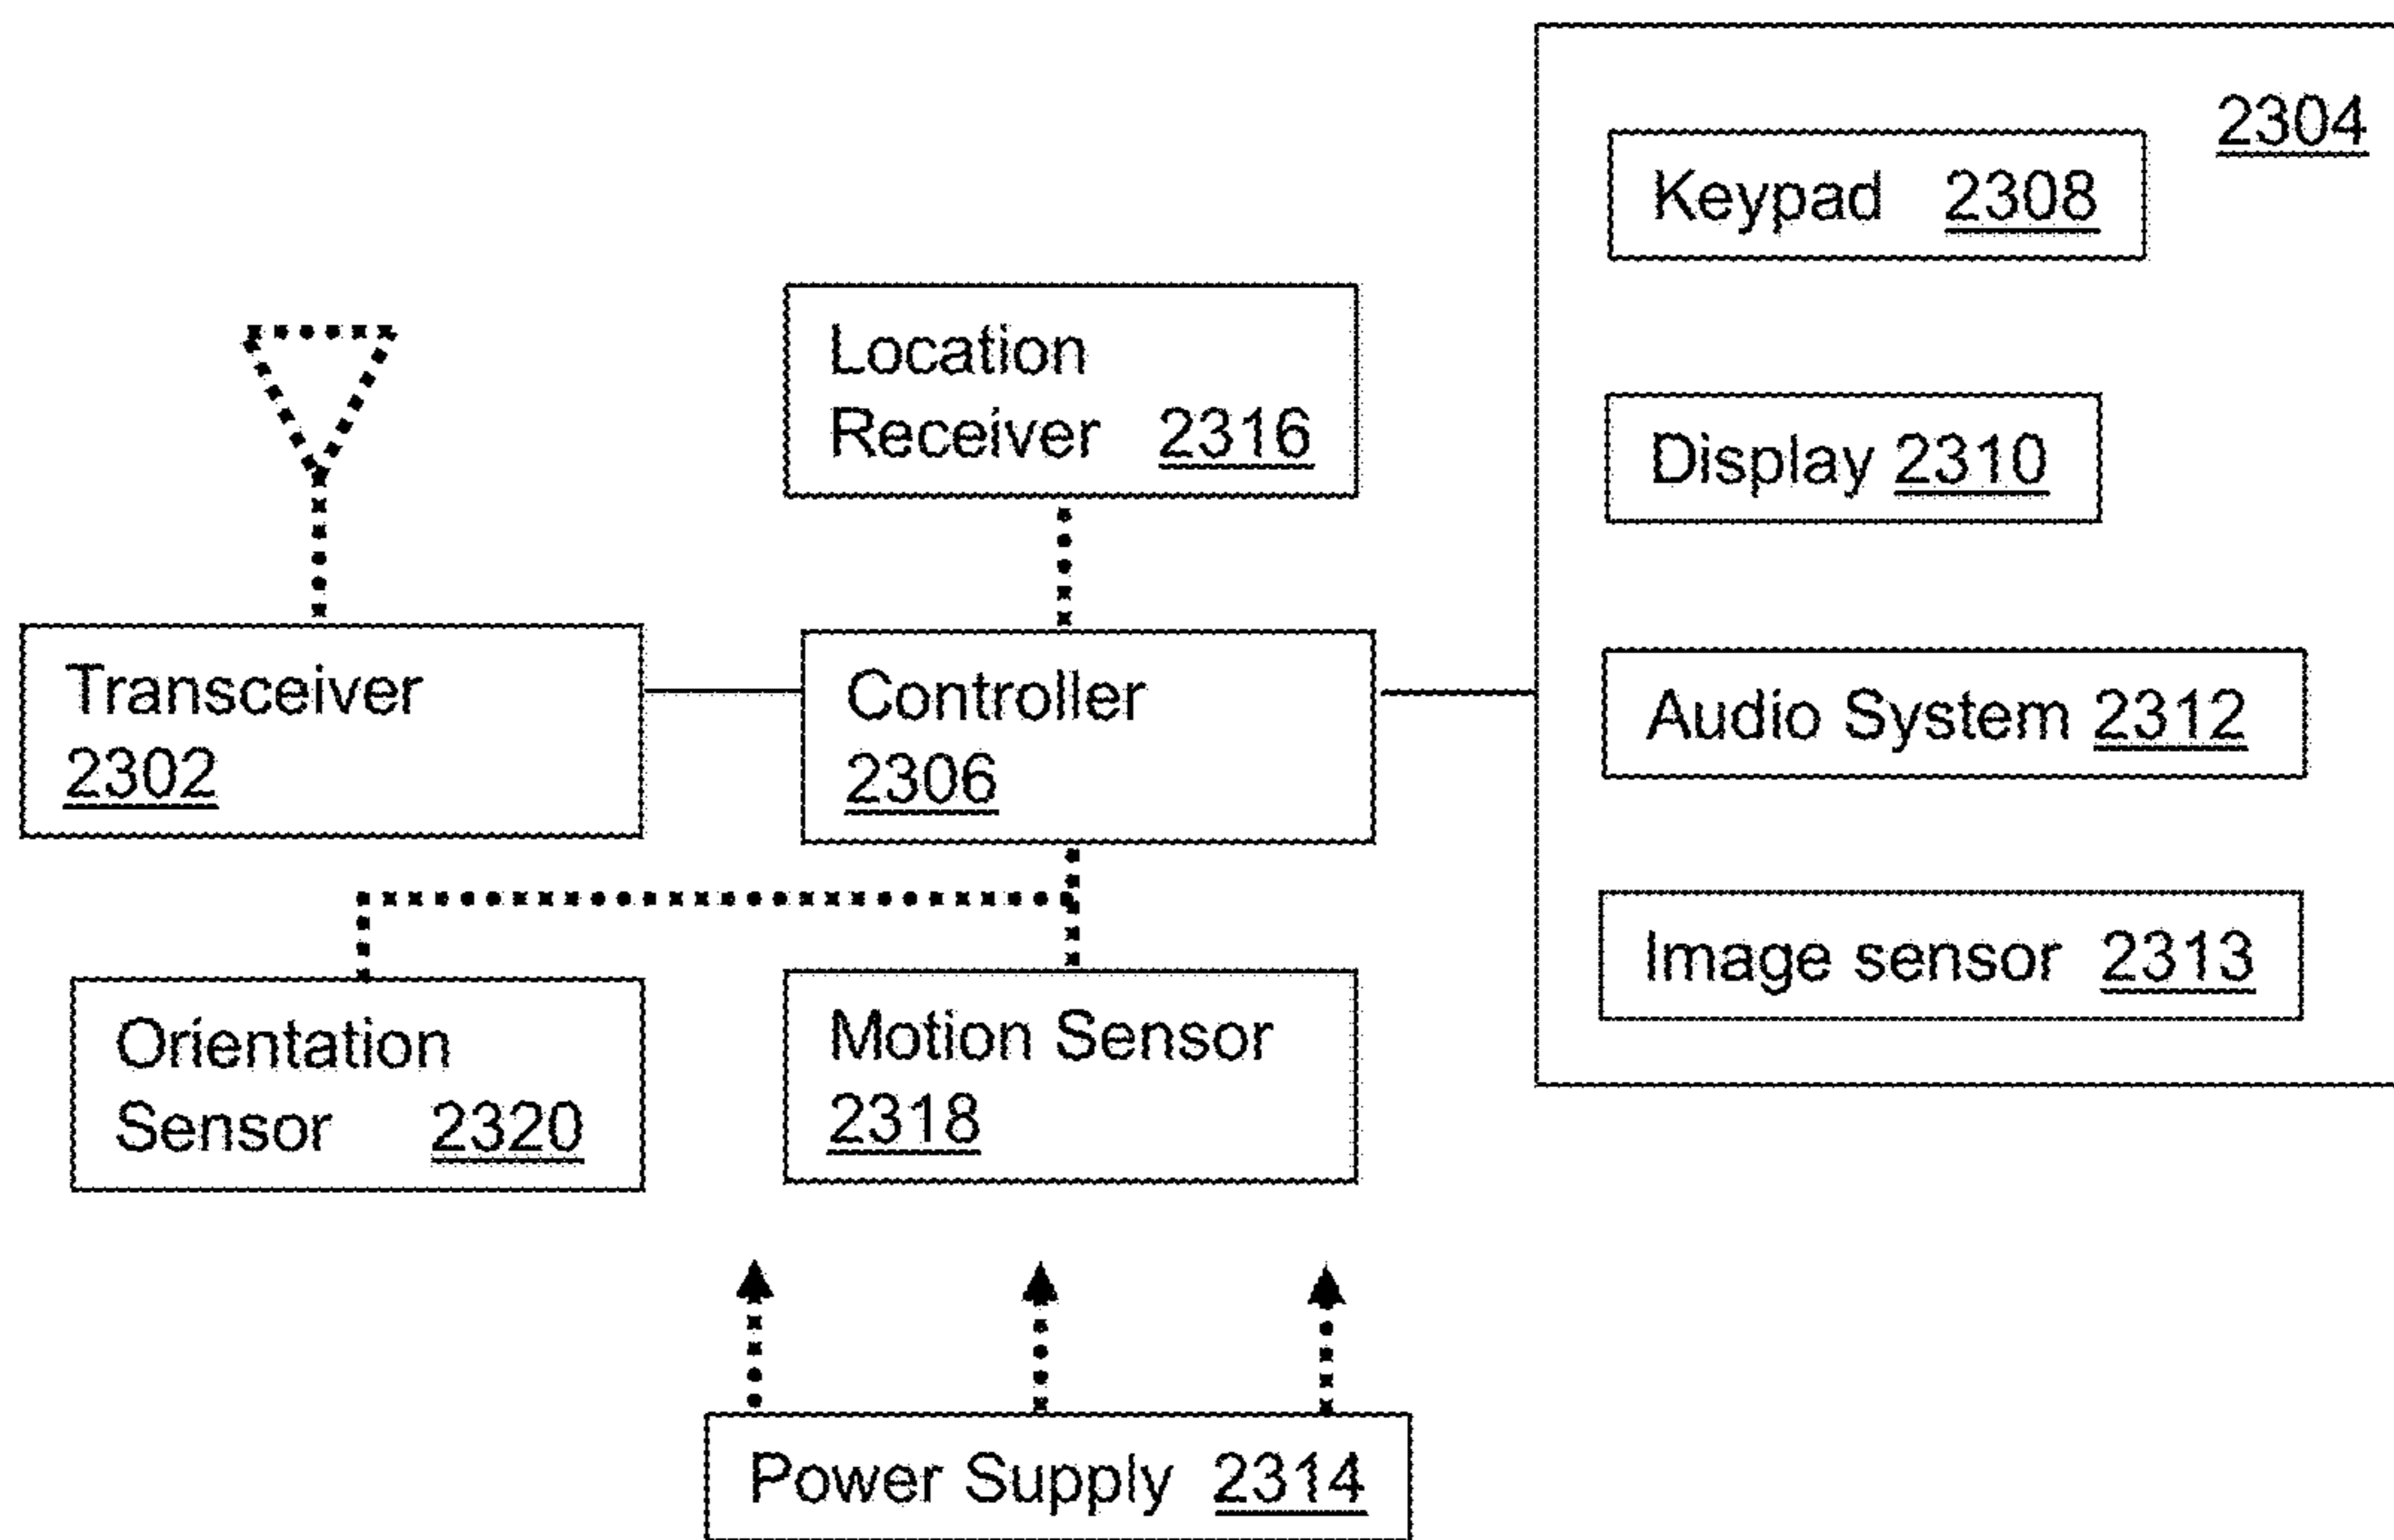 2304
Keypad 2308
Location
Receiver 2316
Display 2310
Transceiver
2302
Controller
2306
Audio System 2312
Image sensor 2313
Orientation
Sensor 2320
Motion Sensor
2318
Power Supply 2314